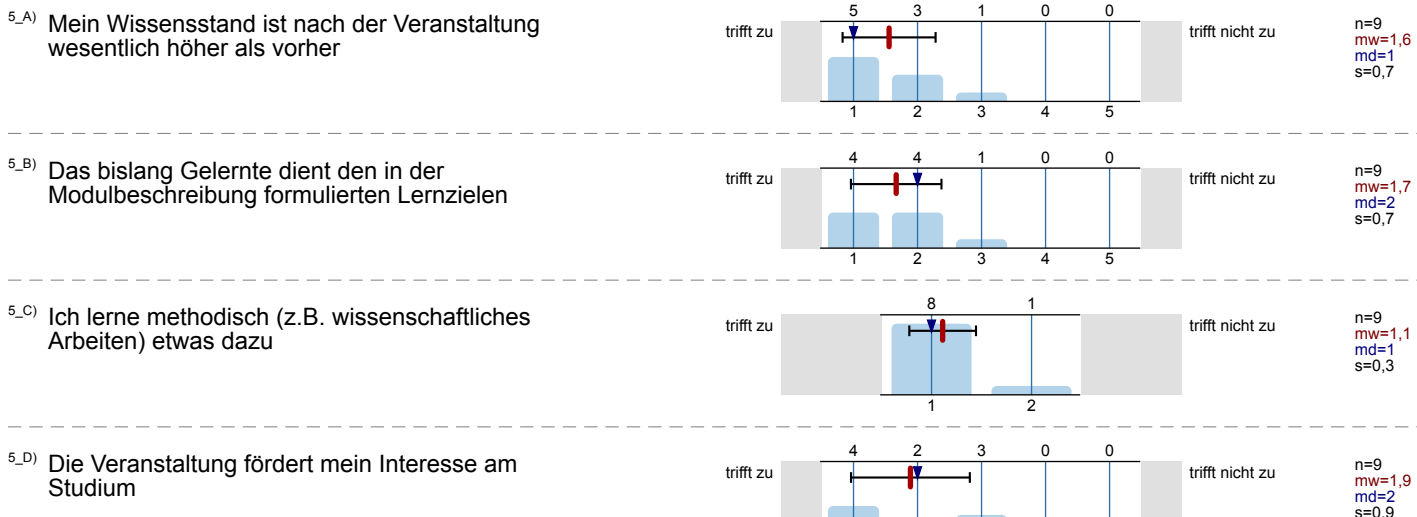 5_A) Mein Wissensstand ist nach der Veranstaltung
wesentlich höher als vorher
5 3 1 0 0
trifft zu trifft nicht zu
1 2 3 4 5
n=9
mw=1,6
md=1
s=0,7
5_B) Das bislang Gelernte dient den in der
Modulbeschreibung formulierten Lernzielen
4 4 1 0 0
trifft zu trifft nicht zu
1 2 3 4 5
n=9
mw=1,7
md=2
s=0,7
5_C) Ich lerne methodisch (z.B. wissenschaftliches
Arbeiten) etwas dazu
8 1
trifft zu trifft nicht zu
1 2
n=9
mw=1,1
md=1
s=0,3
5_D) Die Veranstaltung fördert mein Interesse am
Studium
4 2 3 0 0
trifft zu trifft nicht zu
n=9
mw=1,9
md=2
s=0,9